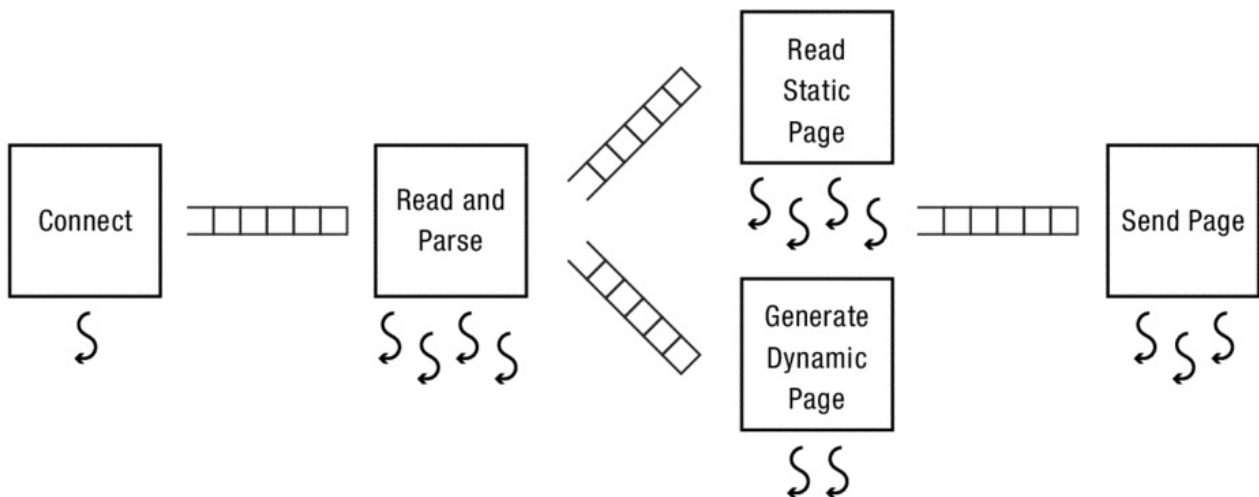 Connect
Read and
Parse
Read
Static
Page
Generate
Dynamic
Page
Send Page